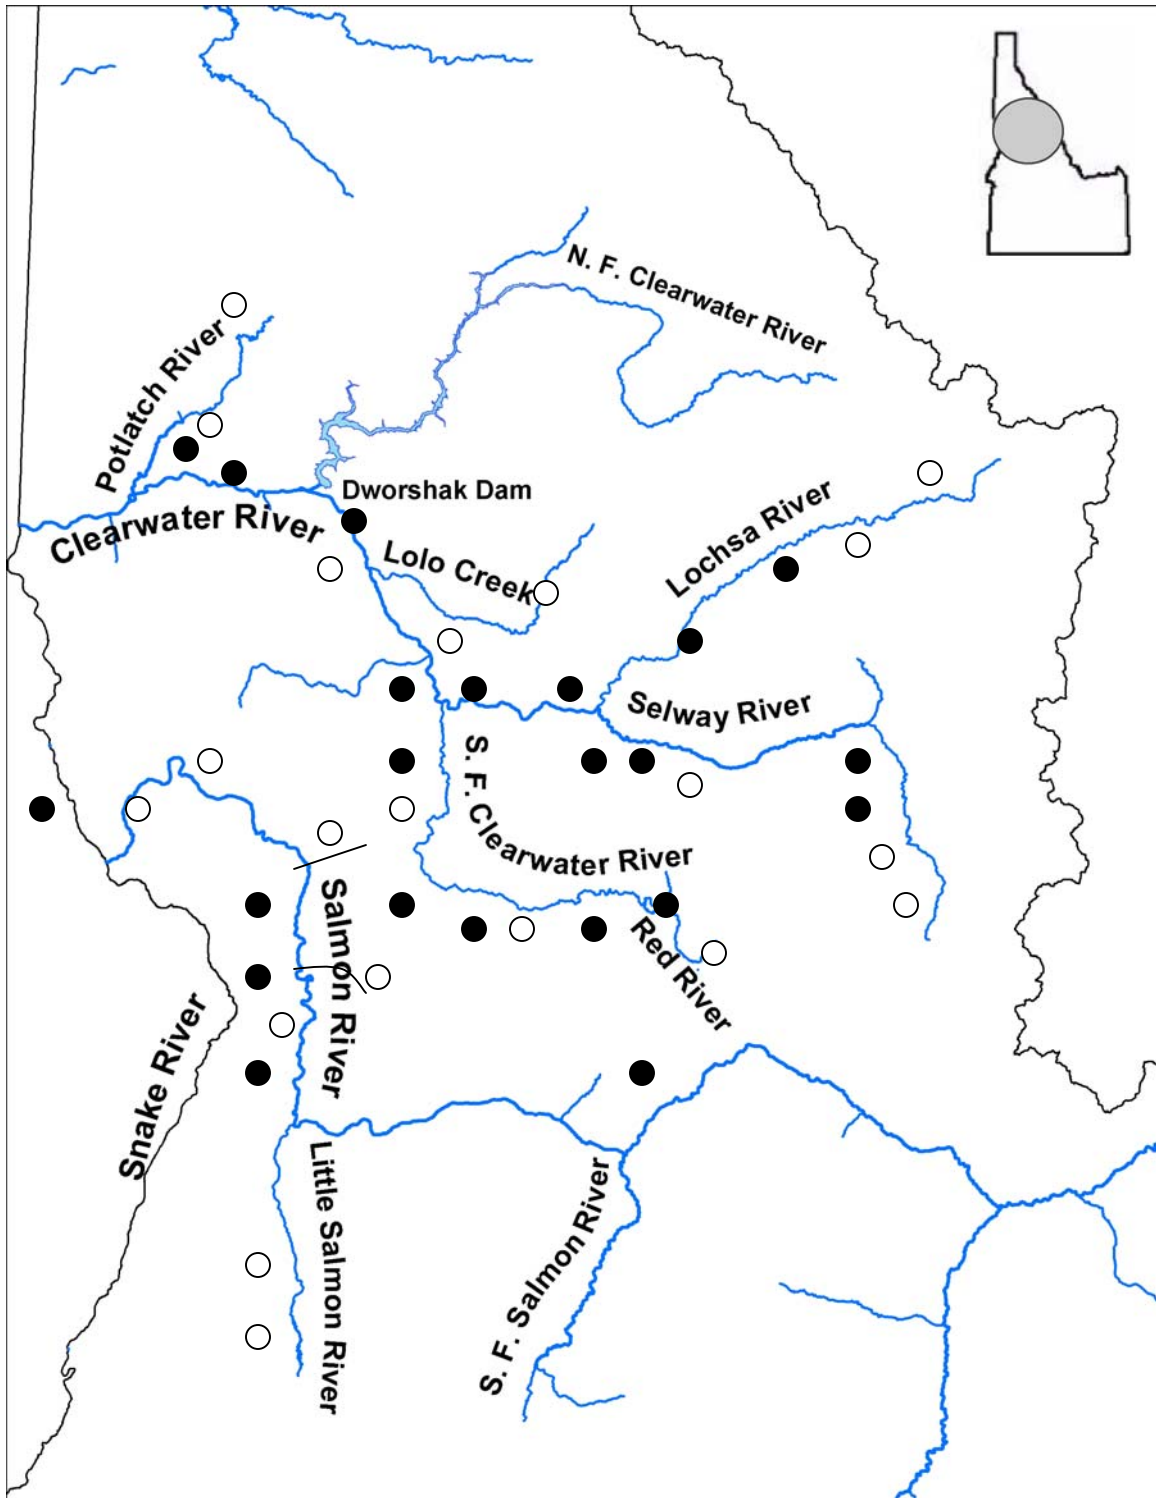 N. F. Clearwater River
Potlatch River
Dworshak Dam
Clearwater River
Lolo Creek
Lochsa River
Selway River
S. F. Clearwater River
Salmon River
Red River
Snake River
Little Salmon River
S. F. Salmon River